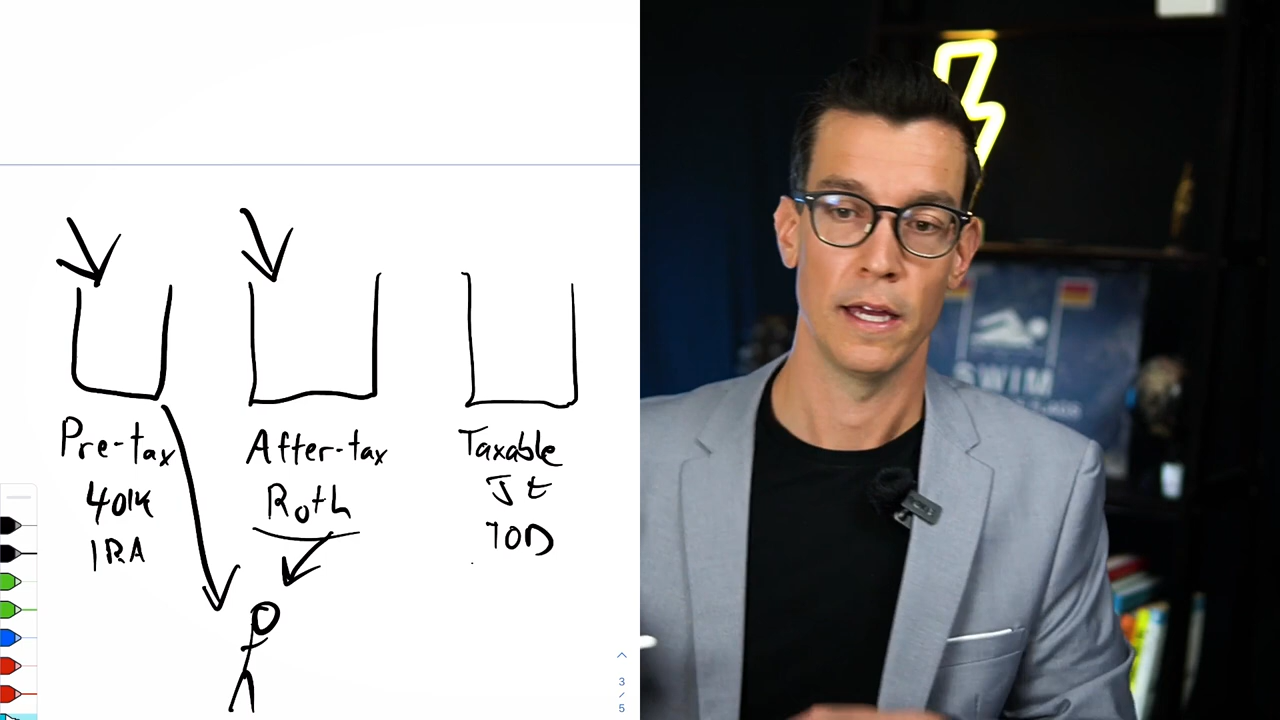 Pre-tax
401K
IRA
After-tax
Roth
Taxable
Jt
TOD
3
/
5
SWIM